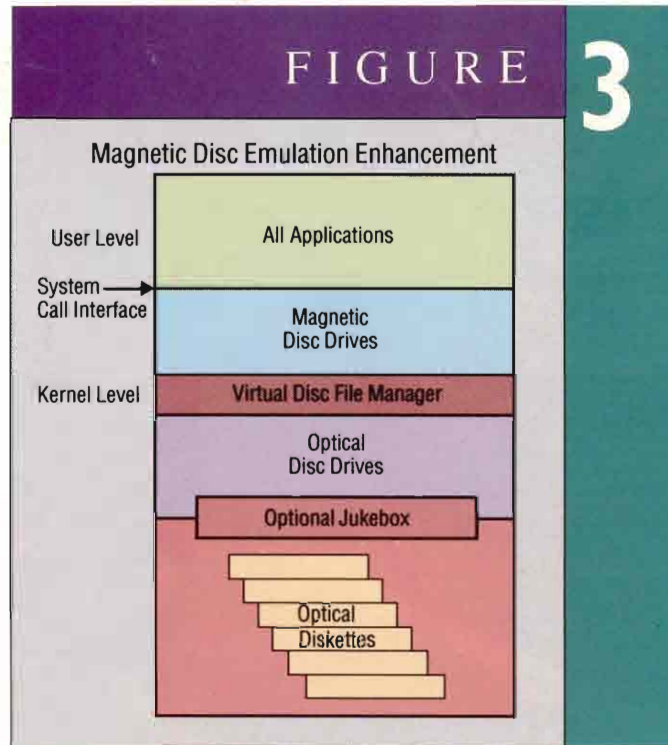 FIGURE 3
Magnetic Disc Emulation Enhancement
User Level
All Applications
System
Call Interface
Magnetic
Disc Drives
Kernel Level
Virtual Disc File Manager
Optical
Disc Drives
Optional Jukebox
Optical
Diskettes